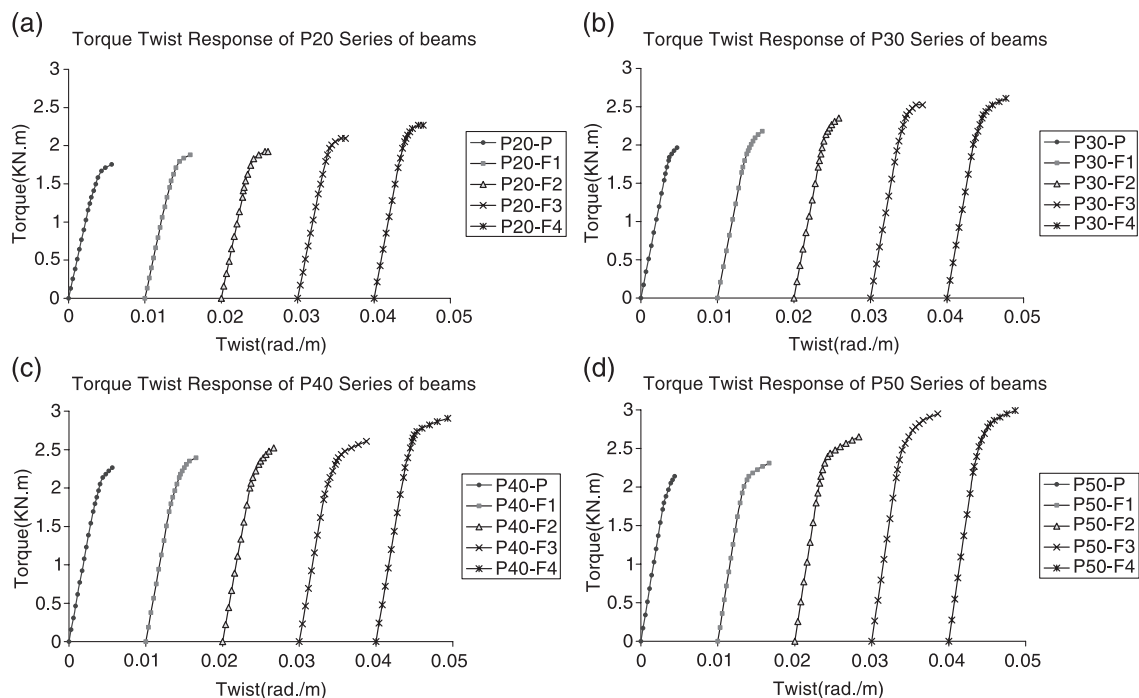 (a)
Torque Twist Response of P20 Series of beams
Torque(KN.m)
3
2.5
2
1.5
1
0.5
0
0 0.01 0.02 0.03 0.04 0.05
Twist(rad./m)
P20-P
P20-F1
P20-F2
P20-F3
P20-F4
(b)
Torque Twist Response of P30 Series of beams
Torque(KN.m)
3
2.5
2
1.5
1
0.5
0
0 0.01 0.02 0.03 0.04 0.05
Twist(rad./m)
P30-P
P30-F1
P30-F2
P30-F3
P30-F4
(c)
Torque Twist Response of P40 Series of beams
Torque(KN.m)
3
2.5
2
1.5
1
0.5
0
0 0.01 0.02 0.03 0.04 0.05
Twist(rad./m)
P40-P
P40-F1
P40-F2
P40-F3
P40-F4
(d)
Torque Twist Response of P50 Series of beams
Torque(KN.m)
3
2.5
2
1.5
1
0.5
0
0 0.01 0.02 0.03 0.04 0.05
Twist(rad./m)
P50-P
P50-F1
P50-F2
P50-F3
P50-F4